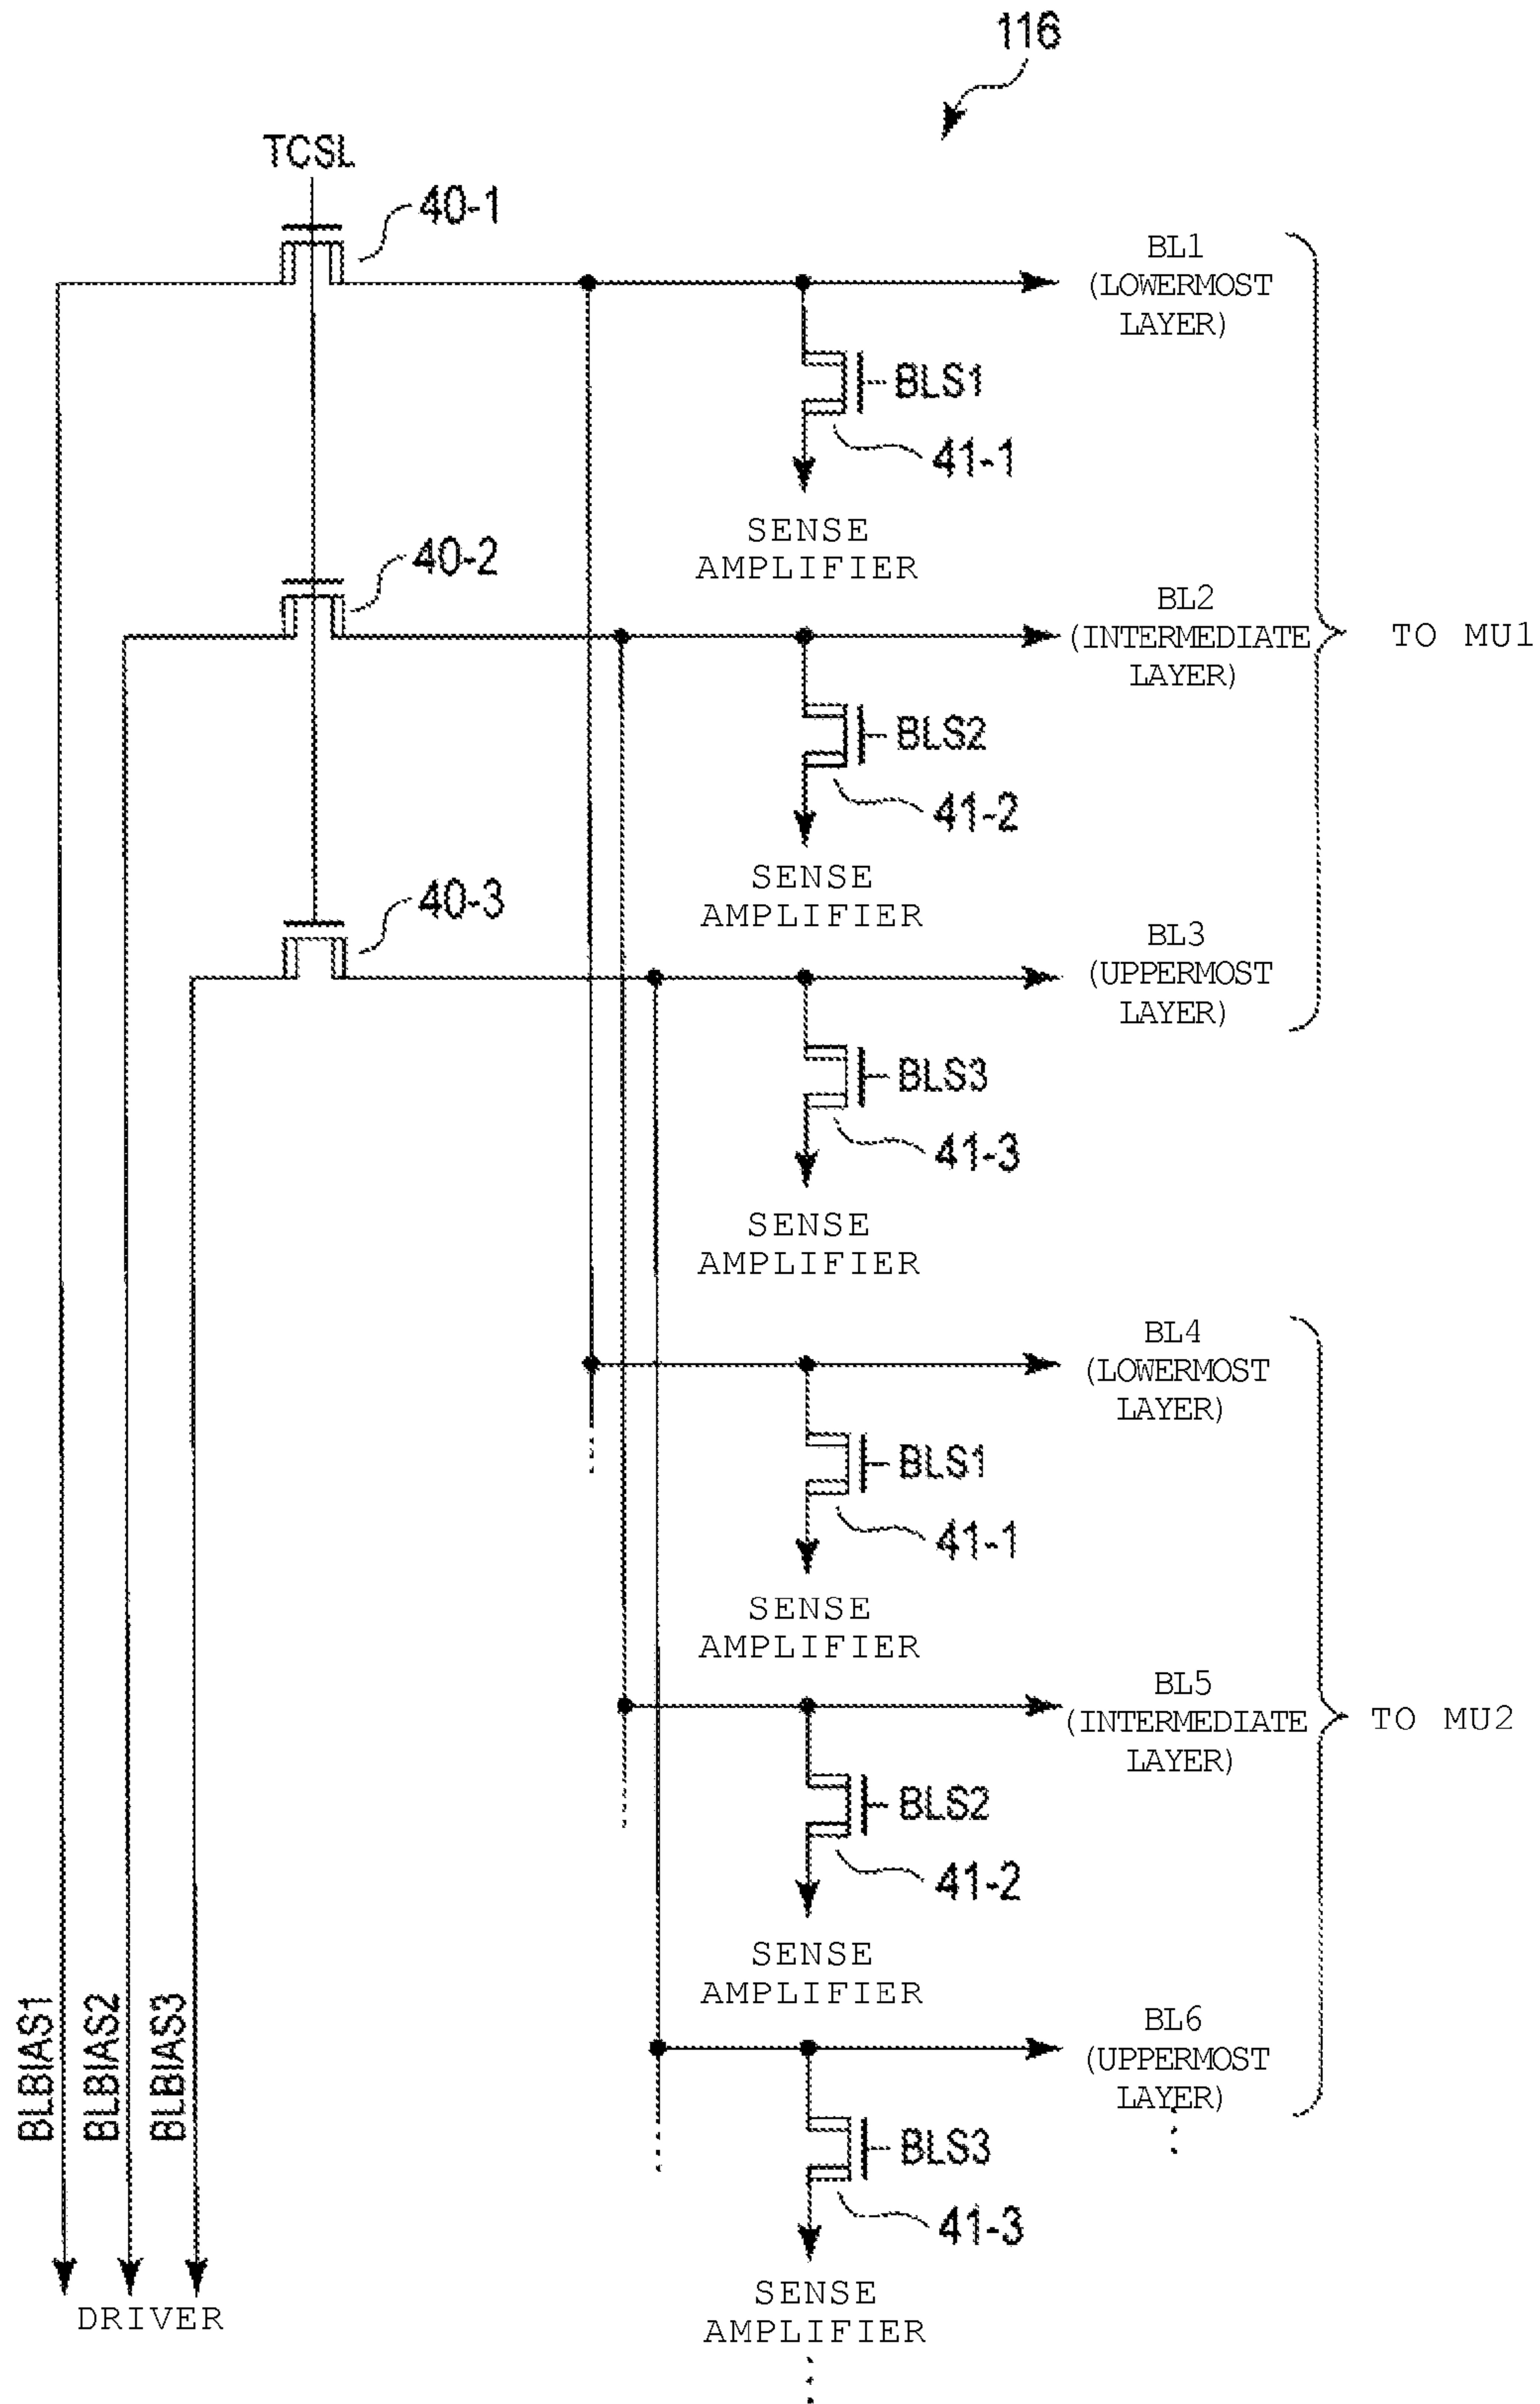 116
TCSL
40-1
BL1
(LOWERMOST
LAYER)
BLS1
41-1
SENSE
AMPLIFIER
40-2
BL2
(INTERMEDIATE
LAYER)
TO MU1
BLS2
41-2
SENSE
AMPLIFIER
40-3
BL3
(UPPERMOST
LAYER)
BLS3
41-3
SENSE
AMPLIFIER
BL4
(LOWERMOST
LAYER)
BLS1
41-1
SENSE
AMPLIFIER
BL5
(INTERMEDIATE
LAYER)
TO MU2
BLS2
41-2
SENSE
AMPLIFIER
BL6
(UPPERMOST
LAYER)
BLS3
41-3
SENSE
AMPLIFIER
BLBIAS1
BLBIAS2
BLBIAS3
DRIVER